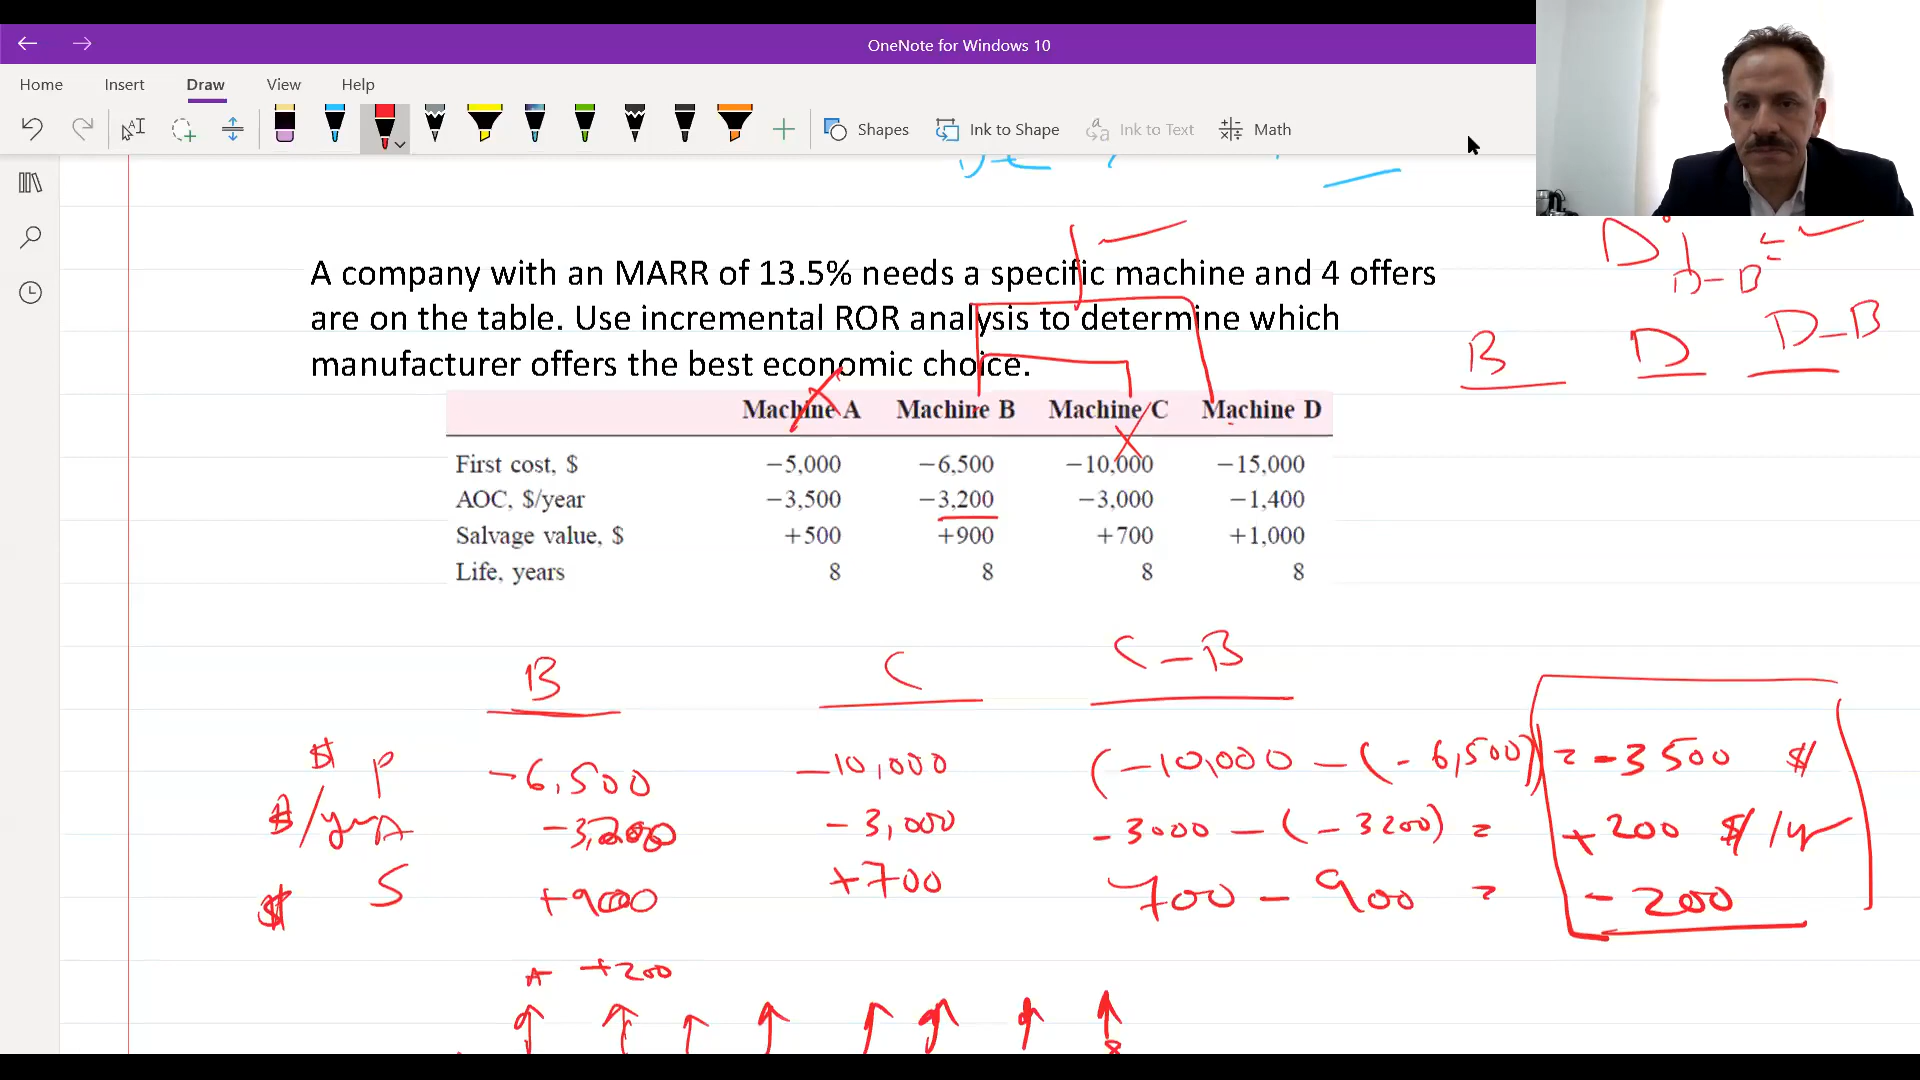 OneNote for Windows 10
Home Insert Draw View Help
Shapes Ink to Shape Ink to Text Math
A company with an MARR of 13.5% needs a specific machine and 4 offers
are on the table. Use incremental ROR analysis to determine which
manufacturer offers the best economic choice.
D-B
B D D-B
Machine A Machine B Machine C Machine D
First cost, $ −5,000 −6,500 −10,000 −15,000
AOC, $/year −3,500 −3,200 −3,000 −1,400
Salvage value, $ +500 +900 +700 +1,000
Life, years 8 8 8 8
B C C-B
$ P -6,500 -10,000 (-10,000 - (-6,500) = -3500 $
$/year A -3,200 -3,000 -3000 - (-3200) = +200 $/yr
$ S +900 +700 700 - 900 = -200
A +200
8